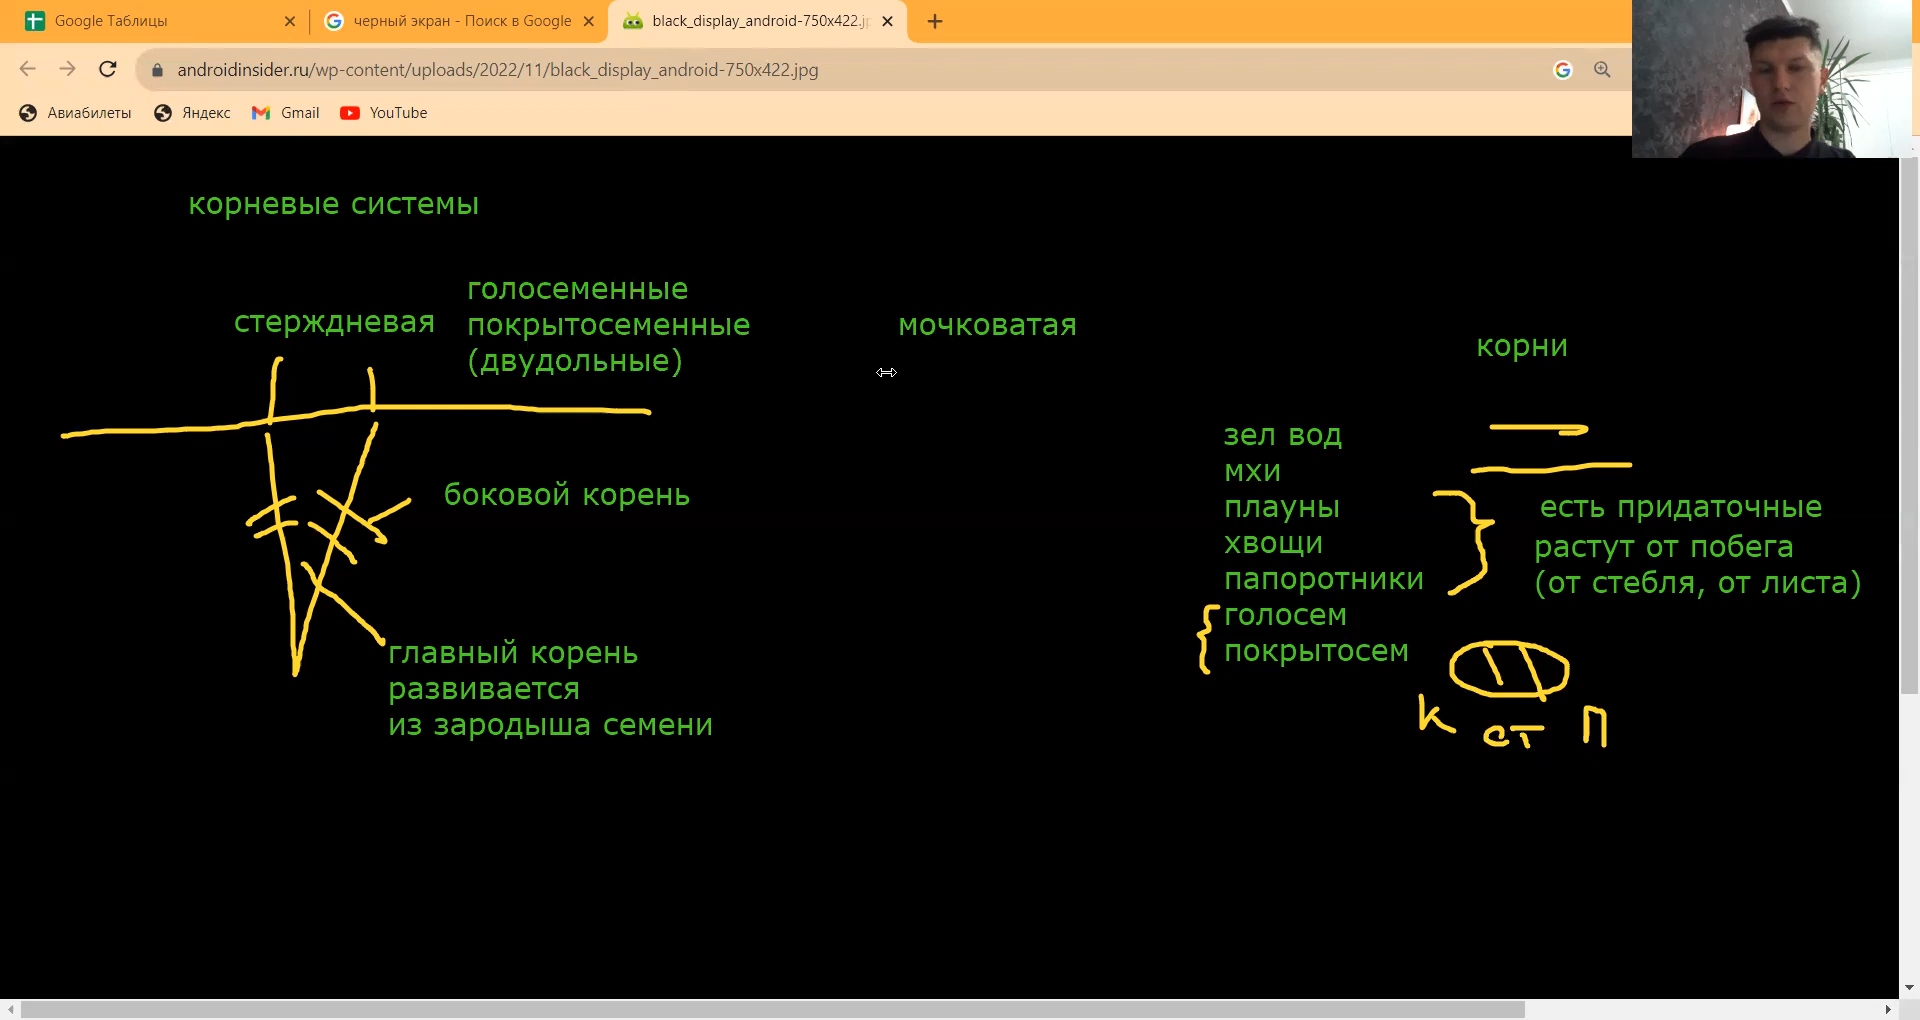 Google Таблицы
черный экран - Поиск в Google
black_display_android-750x422.j
androidinsider.ru/wp-content/uploads/2022/11/black_display_android-750x422.jpg
Авиабилеты
Яндекс
Gmail
YouTube
корневые системы
стерждневая
голосеменные
покрытосеменные
(двудольные)
мочковатая
боковой корень
главный корень
развивается
из зародыша семени
корни
зел вод
мхи
плауны
хвощи
папоротники
голосем
покрытосем
есть придаточные
растут от побега
(от стебля, от листа)
К ст П